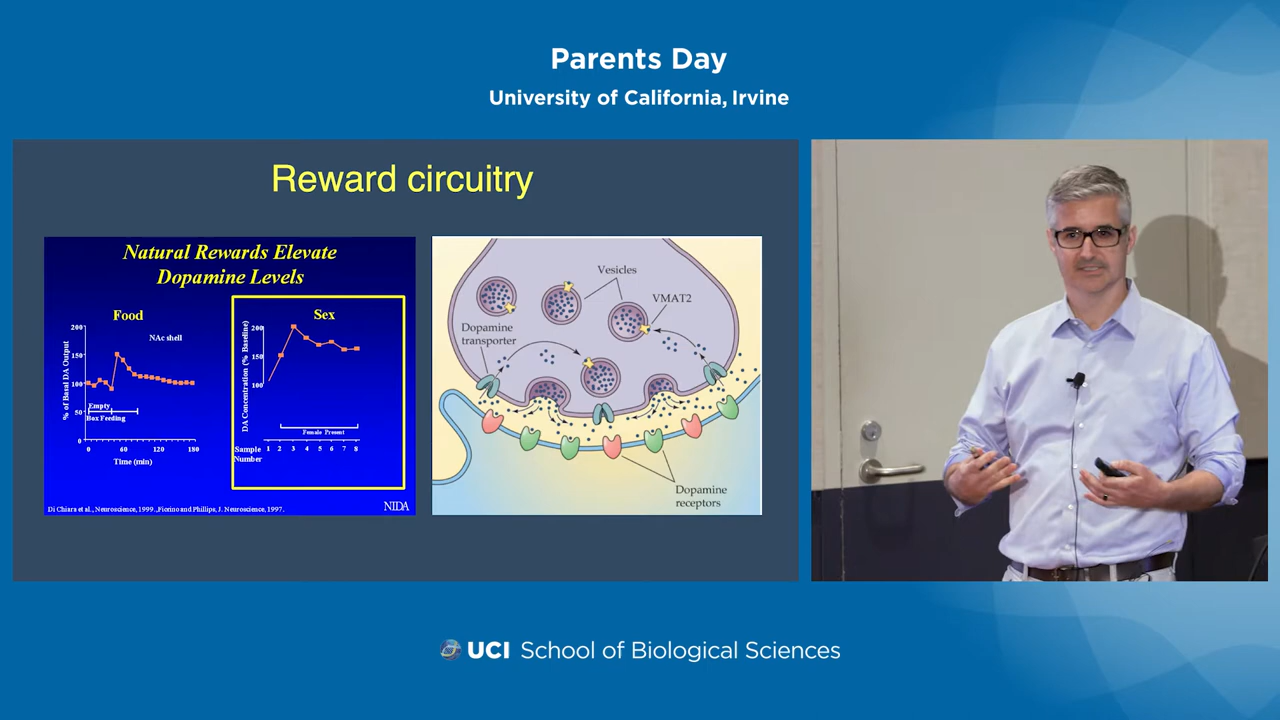 Parents Day
University of California, Irvine
Reward circuitry
Natural Rewards Elevate
Dopamine Levels
Food
200
150
100
50
0
% of Basal DA Output
NAc shell
Empty
Box Feeding
0 60 120 180
Time (min)
Sex
200
150
100
DA Concentration (% Baseline)
Female Present
Sample
Number
1 2 3 4 5 6 7 8
Di Chiara et al., Neuroscience, 1999.,Fiorino and Phillips, J. Neuroscience, 1997.
NIDA
Vesicles
VMAT2
Dopamine
transporter
Dopamine
receptors
UCI School of Biological Sciences